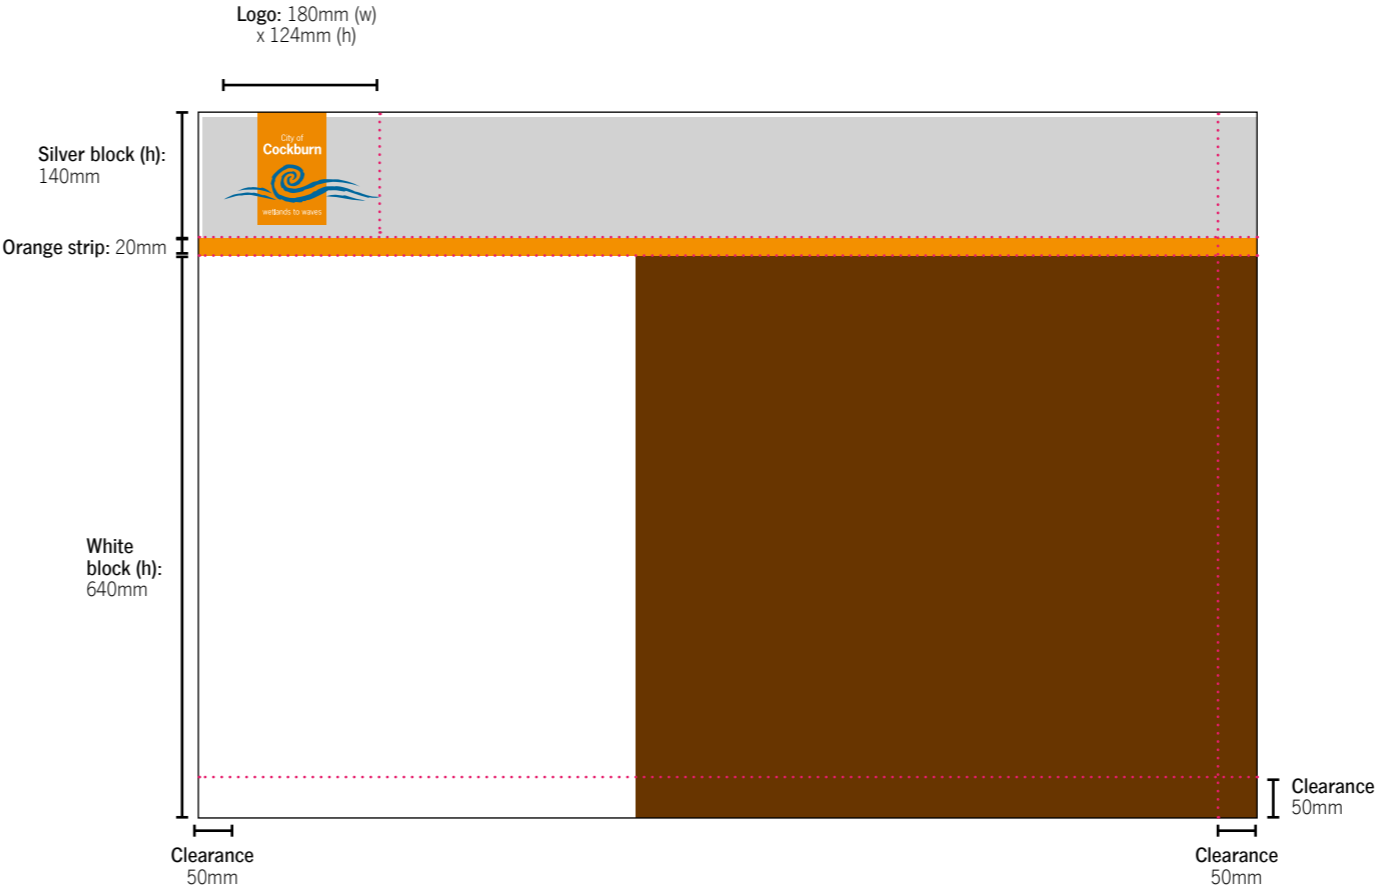 Logo: 180mm (w)
x 124mm (h)
City of
Cockburn
wetlands to waves
Silver block (h):
140mm
Orange strip: 20mm
White
block (h):
640mm
Clearance
50mm
Clearance
50mm
Clearance
50mm